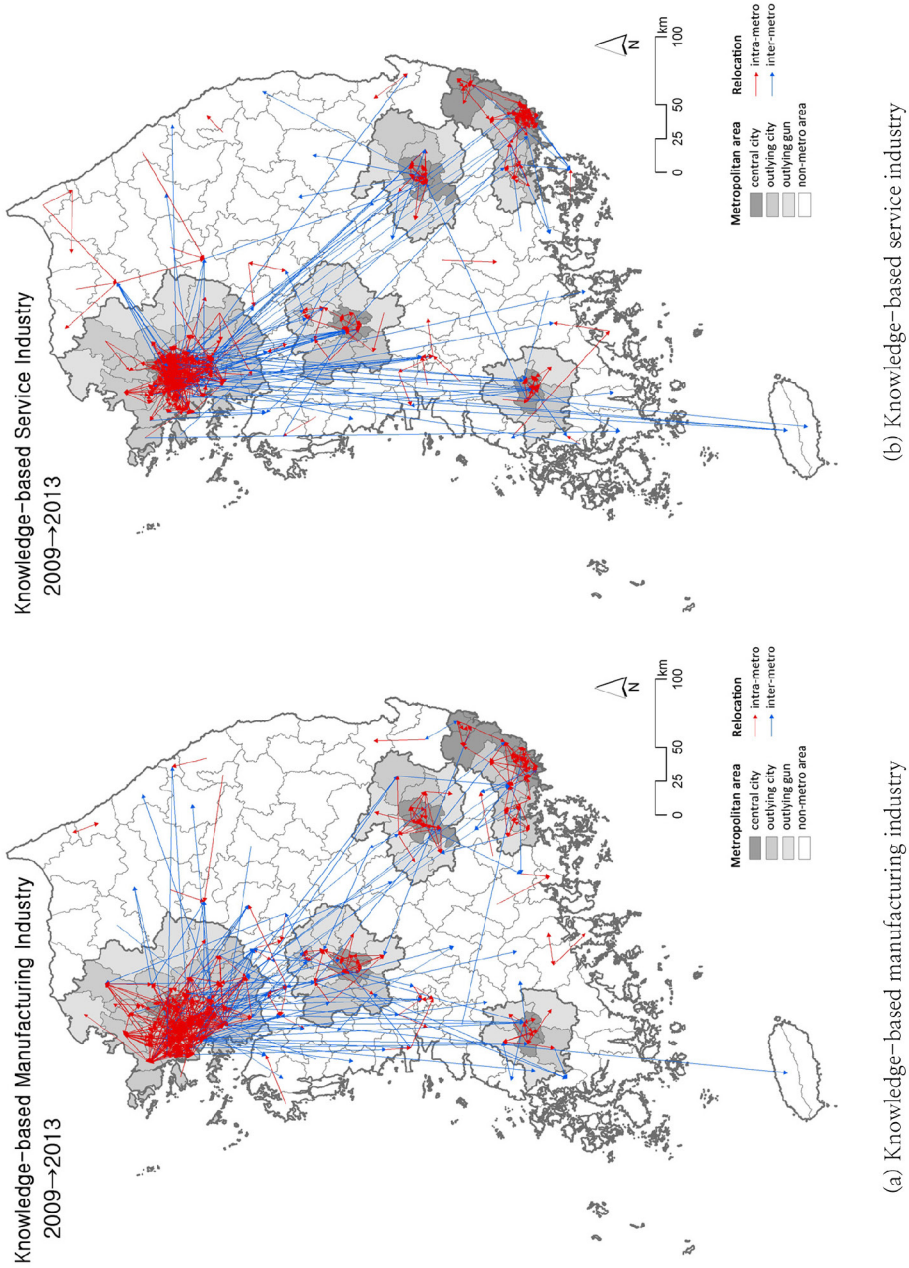 Knowledge-based Manufacturing Industry
2009→2013
N
km
0 25 50 100
Metropolitan area
central city
outlying city
outlying gun
non-metro area
Relocation
intra-metro
inter-metro
(a) Knowledge-based manufacturing industry
Knowledge-based Service Industry
2009→2013
N
km
0 25 50 100
Metropolitan area
central city
outlying city
outlying gun
non-metro area
Relocation
intra-metro
inter-metro
(b) Knowledge-based service industry